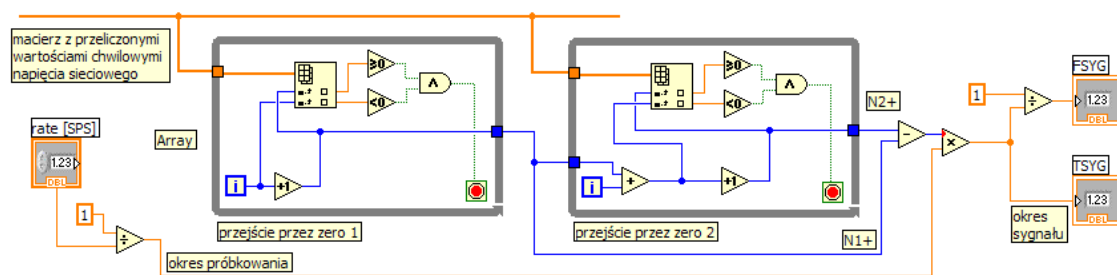 macierz z przeliczonymi
wartościami chwilowymi
napięcia sieciowego
rate [SPS]
1.23
DBL
Array
1
÷
okres próbkowania
≥0
<0
∧
i
+1
przejście przez zero 1
≥0
<0
∧
+
i
+1
przejście przez zero 2
N2+
N1+
−
×
1
÷
FSYG
1.23
DBL
TSYG
1.23
DBL
okres
sygnału